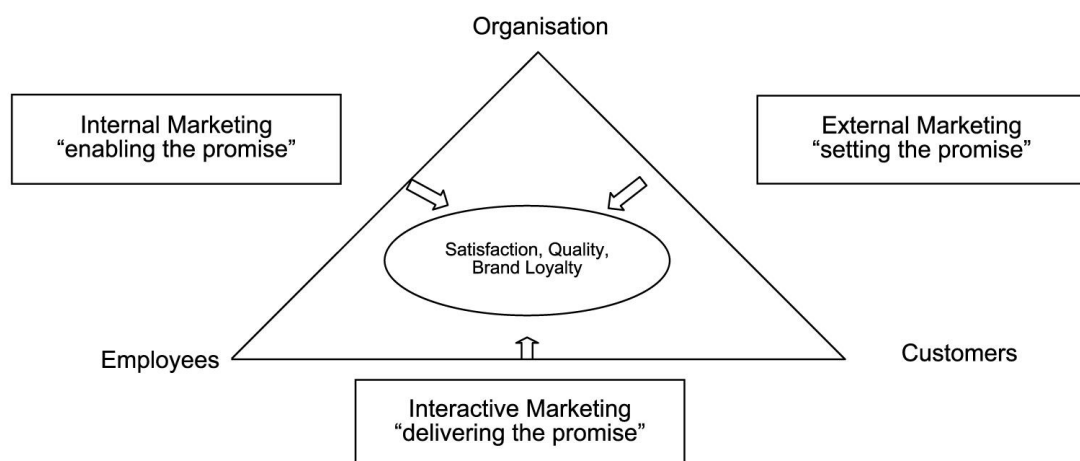 Organisation
Internal Marketing
“enabling the promise”
External Marketing
“setting the promise”
Satisfaction, Quality,
Brand Loyalty
Employees
Customers
Interactive Marketing
“delivering the promise”